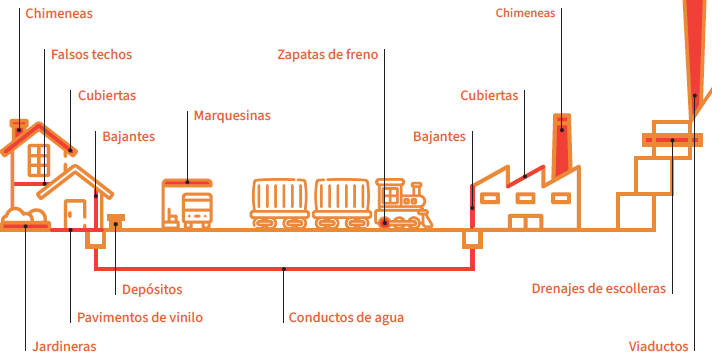 Chimeneas
Chimeneas
Falsos techos
Zapatas de freno
Cubiertas
Cubiertas
Marquesinas
Bajantes
Bajantes
Depósitos
Drenajes de escolleras
Pavimentos de vinilo
Conductos de agua
Jardineras
Viaductos